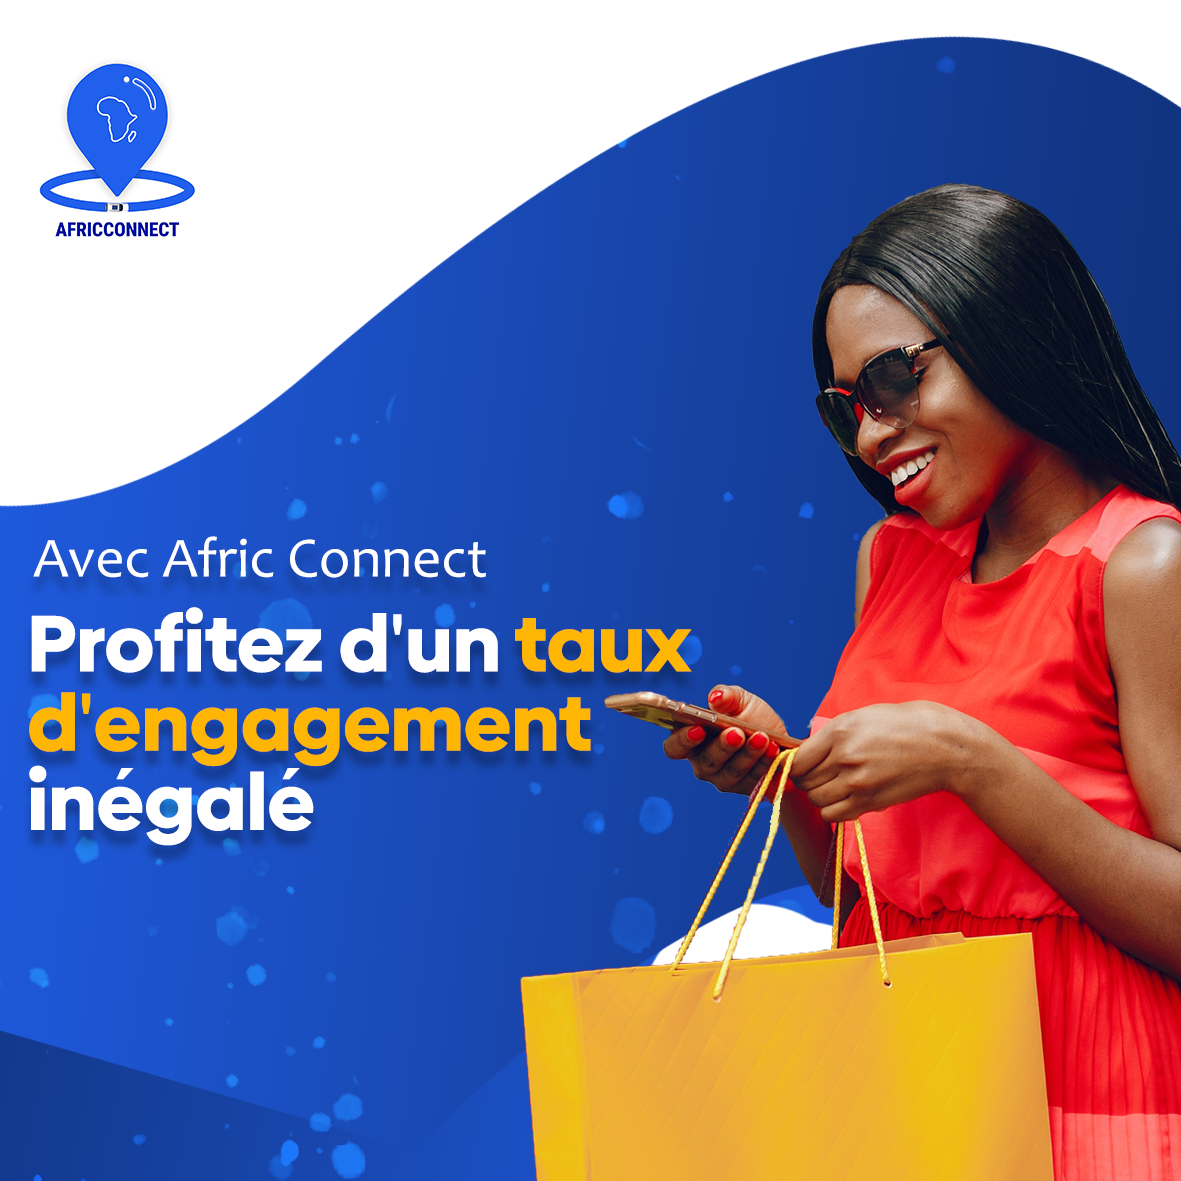 AFRICCONNECT
Avec Afric Connect
Profitez d'un taux
d'engagement
inégalé